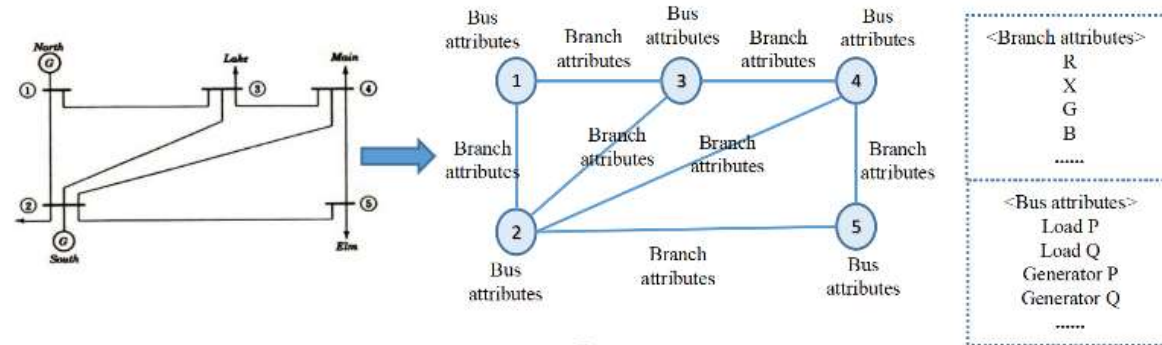 North
G
①
Lake
③
Main
④
②
G
South
⑤
Elm
Bus
attributes
Branch
attributes
Bus
attributes
Branch
attributes
Bus
attributes
1
3
4
Branch
attributes
Branch
attributes
Branch
attributes
Branch
attributes
2
5
Bus
attributes
Branch
attributes
Bus
attributes
<Branch attributes>
R
X
G
B
......
<Bus attributes>
Load P
Load Q
Generator P
Generator Q
......